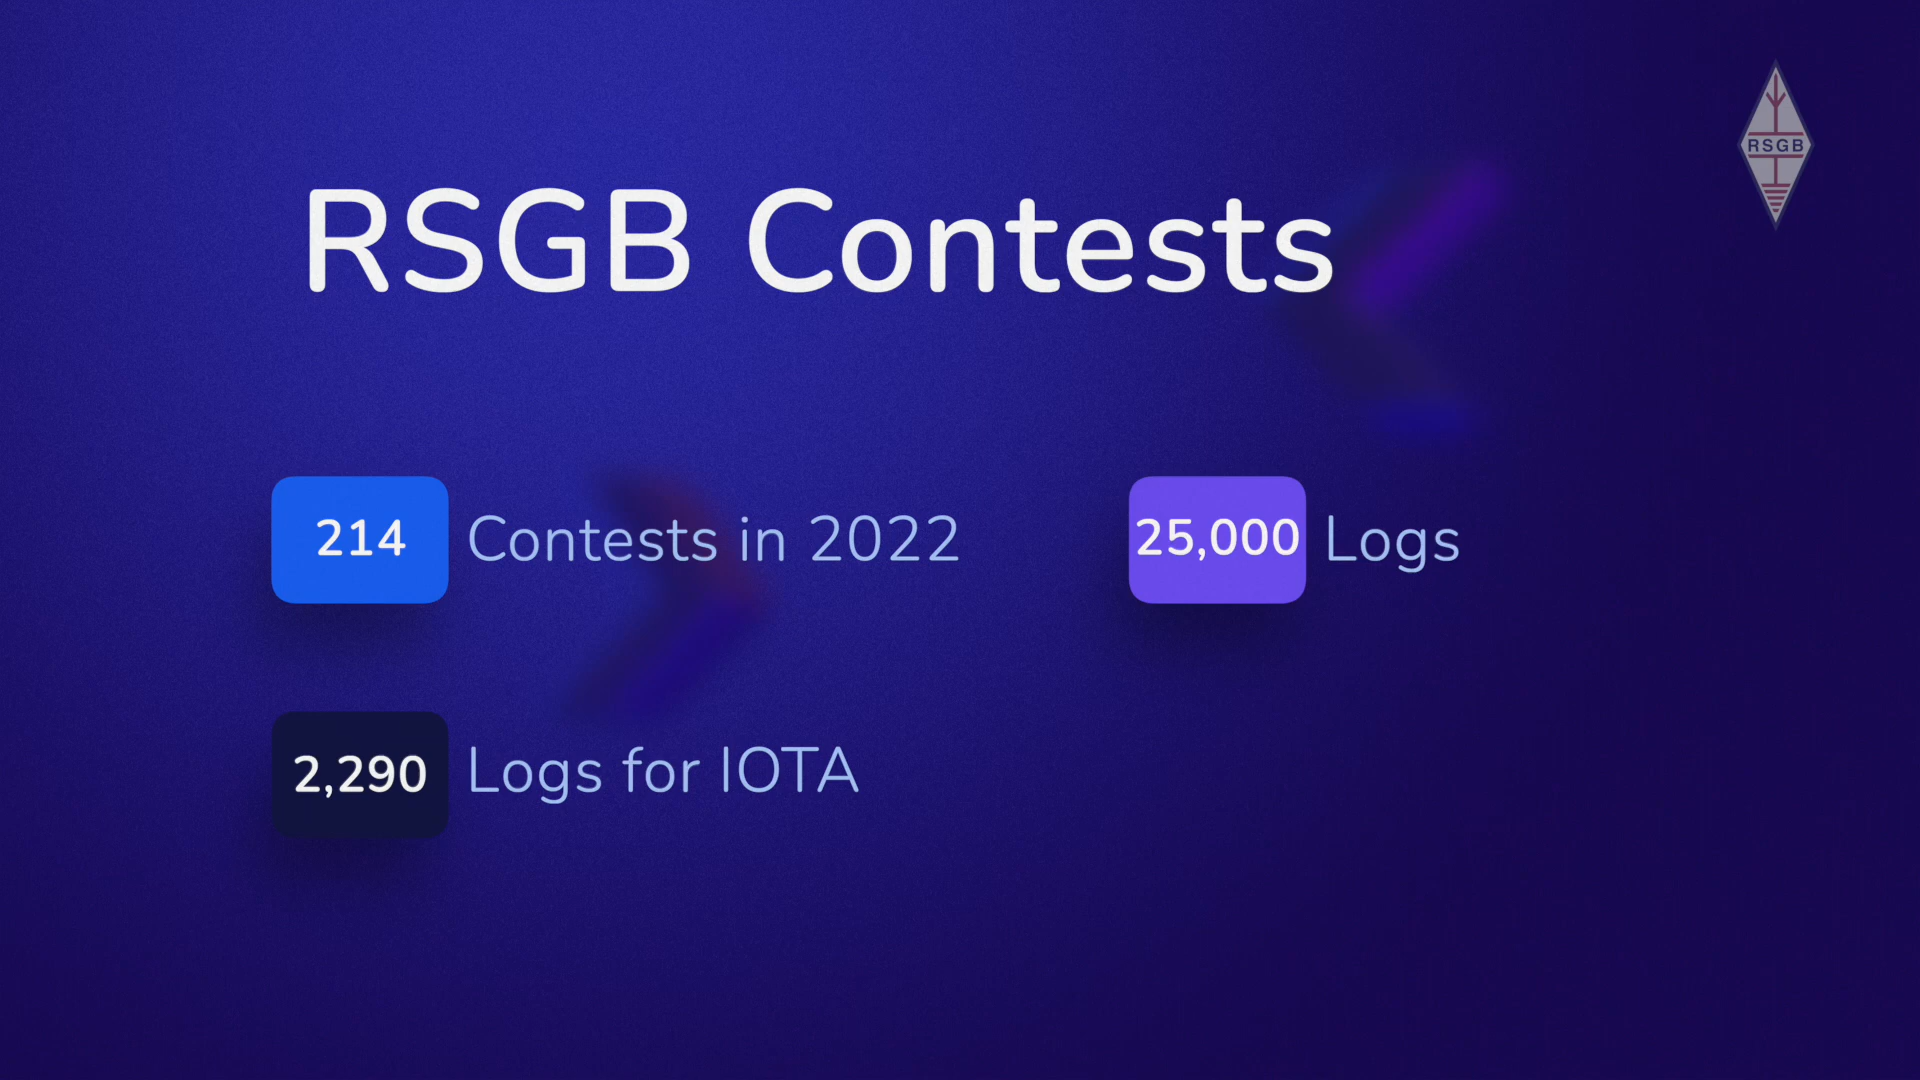 RSGB Contests
RSGB
214 Contests in 2022
25,000 Logs
2,290 Logs for IOTA